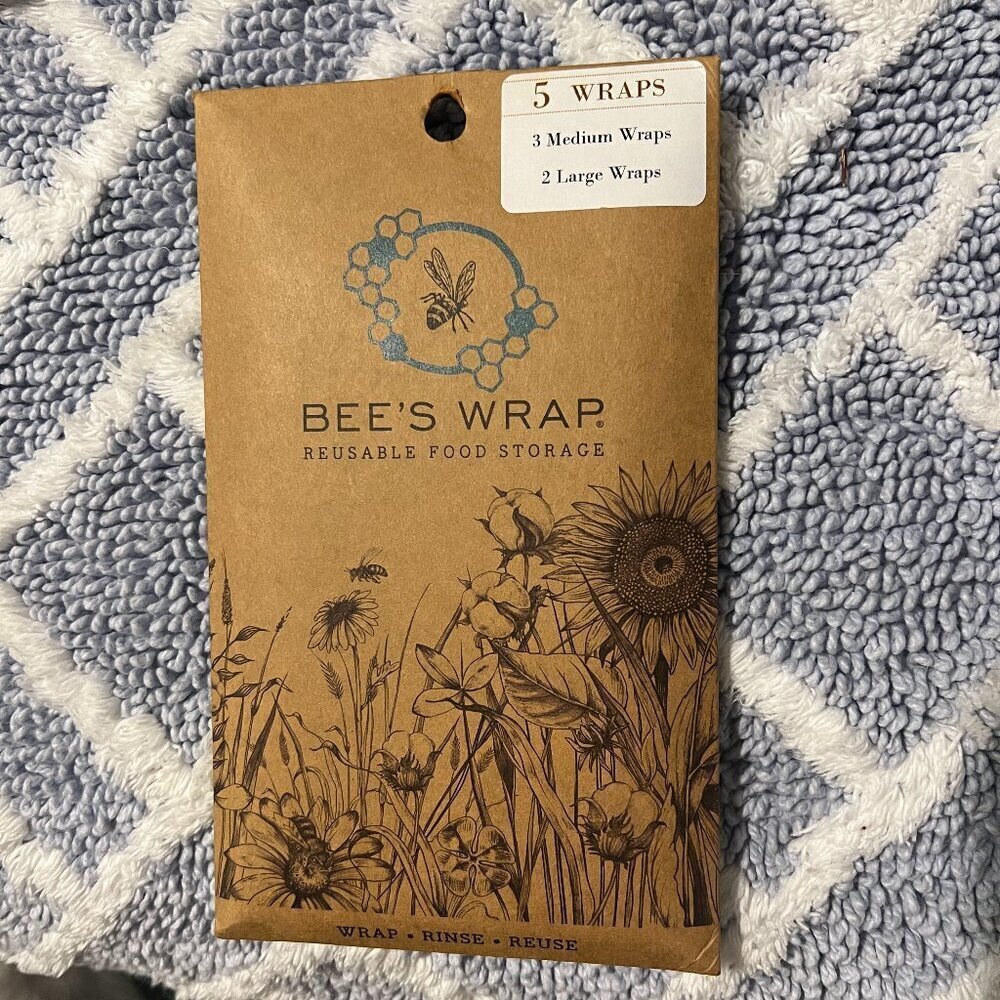 5 WRAPS
3 Medium Wraps
2 Large Wraps
BEE'S WRAP®
REUSABLE FOOD STORAGE
WRAP • RINSE • REUSE